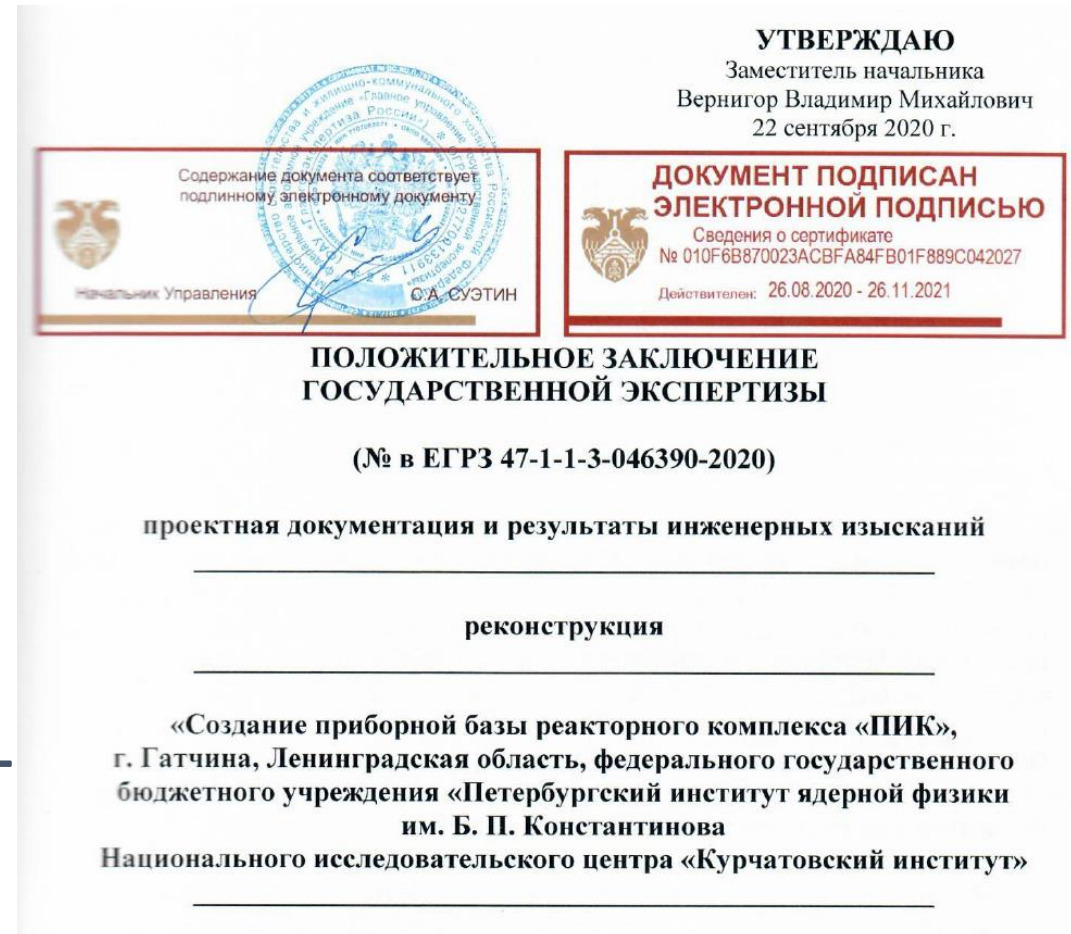 УТВЕРЖДАЮ
Заместитель начальника
Вернигор Владимир Михайлович
22 сентября 2020 г.
Содержание документа соответствует
подлинному электронному документу
Начальник Управления
С.А. СУЭТИН
ДОКУМЕНТ ПОДПИСАН
ЭЛЕКТРОННОЙ ПОДПИСЬЮ
Сведения о сертификате
№ 010F6B870023ACBFA84FB01F889C042027
Действителен: 26.08.2020 - 26.11.2021
ПОЛОЖИТЕЛЬНОЕ ЗАКЛЮЧЕНИЕ
ГОСУДАРСТВЕННОЙ ЭКСПЕРТИЗЫ
(№ в ЕГРЗ 47-1-1-3-046390-2020)
проектная документация и результаты инженерных изысканий
реконструкция
«Создание приборной базы реакторного комплекса «ПИК»,
г. Гатчина, Ленинградская область, федерального государственного
бюджетного учреждения «Петербургский институт ядерной физики
им. Б. П. Константинова
Национального исследовательского центра «Курчатовский институт»